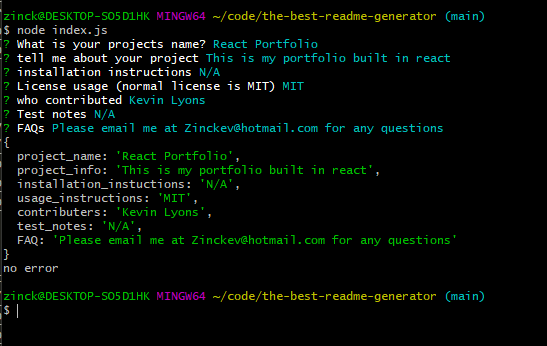 zinck@DESKTOP-SO5D1HK MINGW64 ~/code/the-best-readme-generator (main)
$ node index.js
? What is your projects name? React Portfolio
? tell me about your project This is my portfolio built in react
? installation instructions N/A
? License usage (normal license is MIT) MIT
? who contributed Kevin Lyons
? Test notes N/A
? FAQs Please email me at Zinckev@hotmail.com for any questions
{
  project_name: 'React Portfolio',
  project_info: 'This is my portfolio built in react',
  installation_instuctions: 'N/A',
  usage_instructions: 'MIT',
  contributers: 'Kevin Lyons',
  test_notes: 'N/A',
  FAQ: 'Please email me at Zinckev@hotmail.com for any questions'
}
no error
zinck@DESKTOP-SO5D1HK MINGW64 ~/code/the-best-readme-generator (main)
$